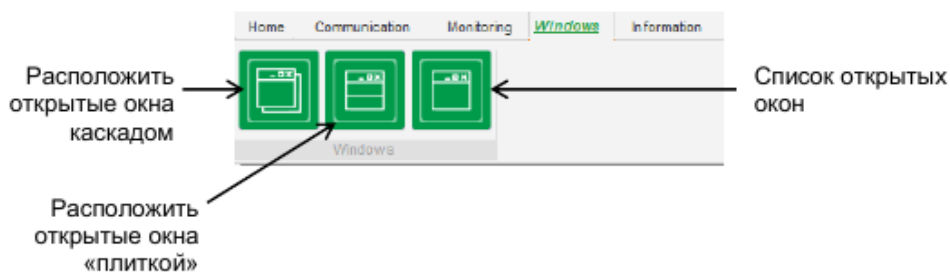 Home Communication Monitoring Windows Information
Расположить
открытые окна
каскадом
Список открытых
окон
Windows
Расположить
открытые окна
«плиткой»